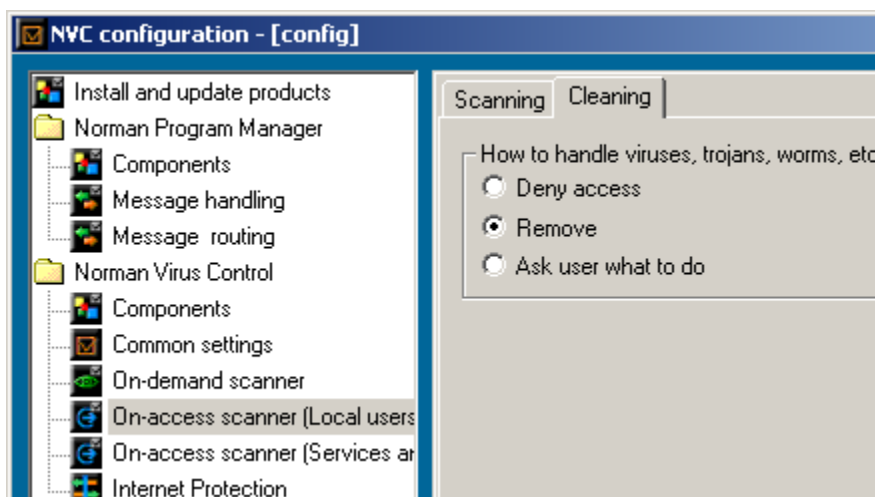 NVC configuration - [config]
Install and update products
Norman Program Manager
Components
Message handling
Message routing
Norman Virus Control
Components
Common settings
On-demand scanner
On-access scanner (Local users
On-access scanner (Services ar
Internet Protection
Scanning
Cleaning
How to handle viruses, trojans, worms, etc
Deny access
Remove
Ask user what to do